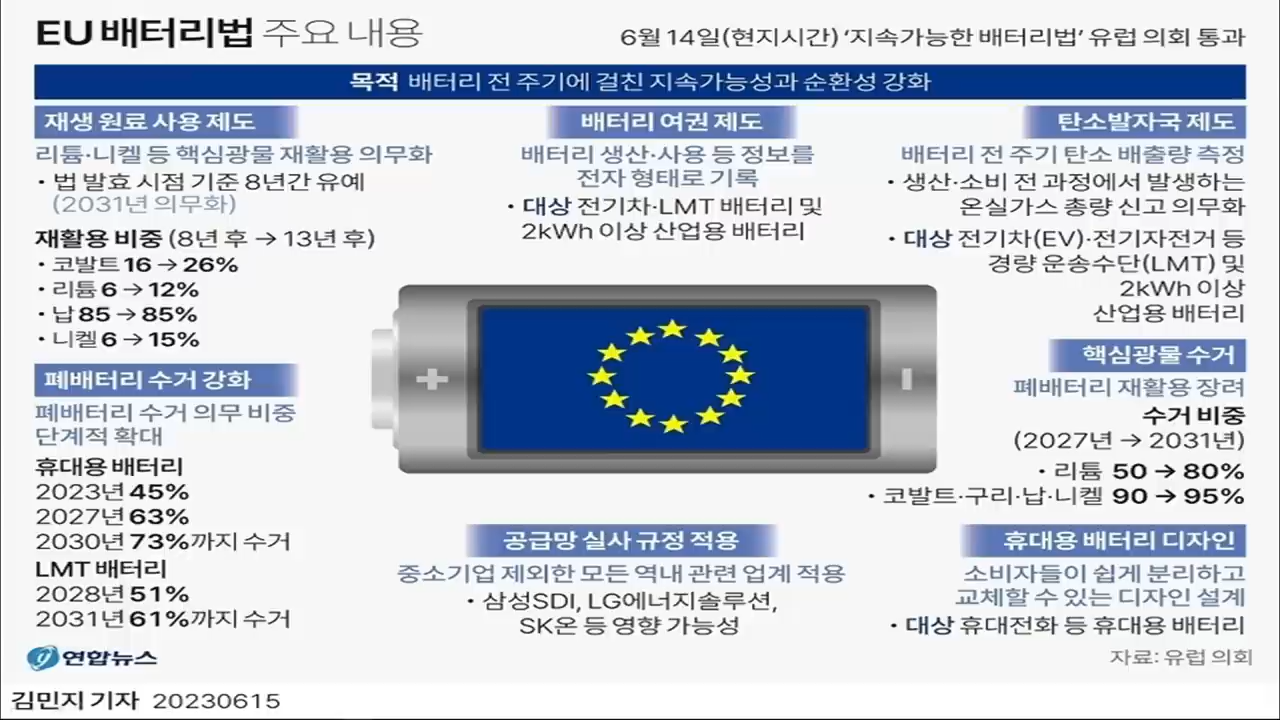 EU 배터리법 주요 내용
6월 14일(현지시간) ‘지속가능한 배터리법’ 유럽 의회 통과
목적 배터리 전 주기에 걸친 지속가능성과 순환성 강화
재생 원료 사용 제도
리튬·니켈 등 핵심광물 재활용 의무화
· 법 발효 시점 기준 8년간 유예
(2031년 의무화)
재활용 비중 (8년 후 → 13년 후)
· 코발트 16 → 26%
· 리튬 6 → 12%
· 납 85 → 85%
· 니켈 6 → 15%
폐배터리 수거 강화
폐배터리 수거 의무 비중
단계적 확대
휴대용 배터리
2023년 45%
2027년 63%
2030년 73%까지 수거
LMT 배터리
2028년 51%
2031년 61%까지 수거
배터리 여권 제도
배터리 생산·사용 등 정보를
전자 형태로 기록
· 대상 전기차·LMT 배터리 및
2kWh 이상 산업용 배터리
+
−
공급망 실사 규정 적용
중소기업 제외한 모든 역내 관련 업계 적용
· 삼성SDI, LG에너지솔루션,
SK온 등 영향 가능성
탄소발자국 제도
배터리 전 주기 탄소 배출량 측정
· 생산·소비 전 과정에서 발생하는
온실가스 총량 신고 의무화
· 대상 전기차(EV)·전기자전거 등
경량 운송수단(LMT) 및
2kWh 이상
산업용 배터리
핵심광물 수거
폐배터리 재활용 장려
수거 비중
(2027년 → 2031년)
· 리튬 50 → 80%
· 코발트·구리·납·니켈 90 → 95%
휴대용 배터리 디자인
소비자들이 쉽게 분리하고
교체할 수 있는 디자인 설계
· 대상 휴대전화 등 휴대용 배터리
연합뉴스
자료: 유럽 의회
김민지 기자 20230615